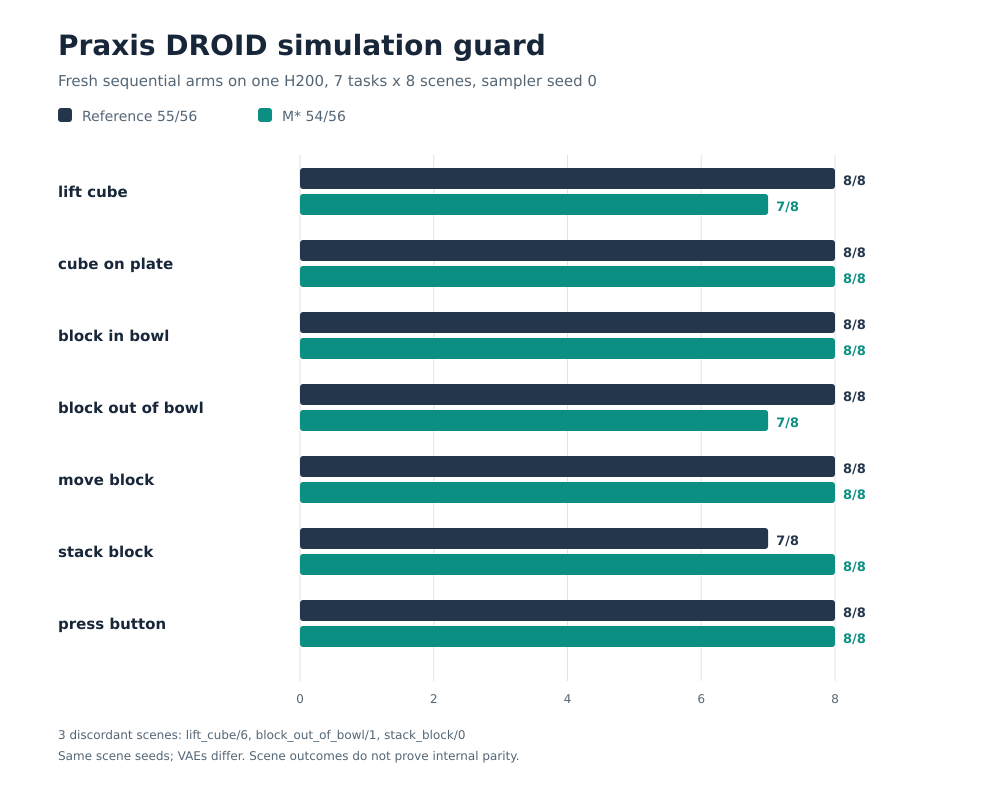 Praxis DROID simulation guard
Fresh sequential arms on one H200, 7 tasks x 8 scenes, sampler seed 0
Reference 55/56 M* 54/56
lift cube
8/8
7/8
cube on plate
8/8
8/8
block in bowl
8/8
8/8
block out of bowl
8/8
7/8
move block
8/8
8/8
stack block
7/8
8/8
press button
8/8
8/8
0 2 4 6 8
3 discordant scenes: lift_cube/6, block_out_of_bowl/1, stack_block/0
Same scene seeds; VAEs differ. Scene outcomes do not prove internal parity.